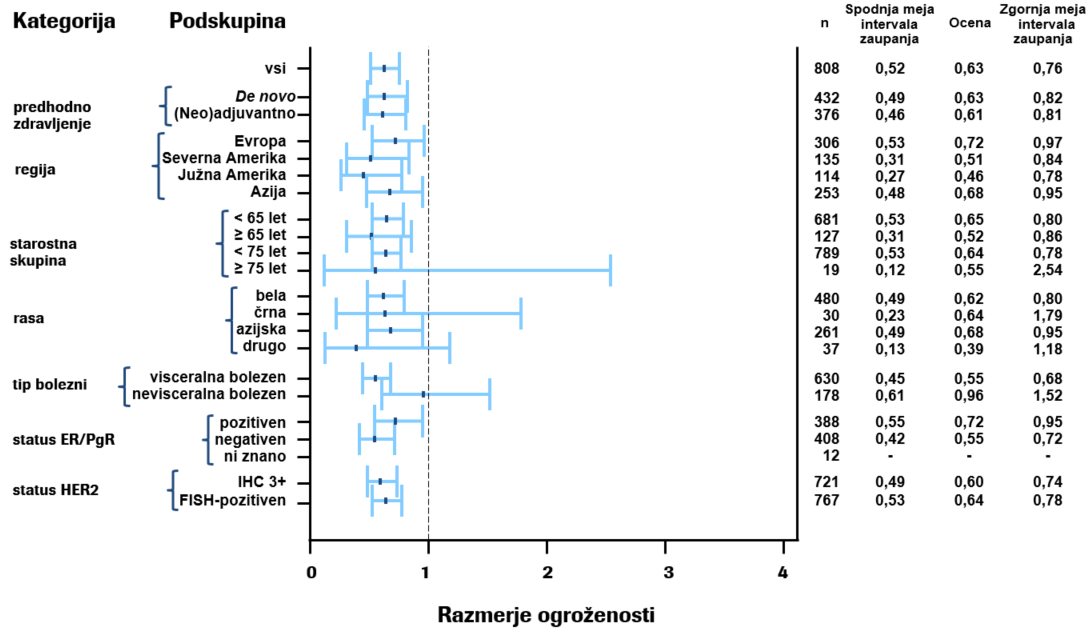 Kategorija Podskupina n Spodnja meja intervala zaupanja Ocena Zgornja meja intervala zaupanja
vsi 808 0,52 0,63 0,76
predhodno zdravljenje
De novo 432 0,49 0,63 0,82
(Neo)adjuvantno 376 0,46 0,61 0,81
regija
Evropa 306 0,53 0,72 0,97
Severna Amerika 135 0,31 0,51 0,84
Južna Amerika 114 0,27 0,46 0,78
Azija 253 0,48 0,68 0,95
starostna skupina
< 65 let 681 0,53 0,65 0,80
≥ 65 let 127 0,31 0,52 0,86
< 75 let 789 0,53 0,64 0,78
≥ 75 let 19 0,12 0,55 2,54
rasa
bela 480 0,49 0,62 0,80
črna 30 0,23 0,64 1,79
azijska 261 0,49 0,68 0,95
drugo 37 0,13 0,39 1,18
tip bolezni
visceralna bolezen 630 0,45 0,55 0,68
nevisceralna bolezen 178 0,61 0,96 1,52
status ER/PgR
pozitiven 388 0,55 0,72 0,95
negativen 408 0,42 0,55 0,72
ni znano 12 - - -
status HER2
IHC 3+ 721 0,49 0,60 0,74
FISH-pozitiven 767 0,53 0,64 0,78
0 1 2 3 4
Razmerje ogroženosti